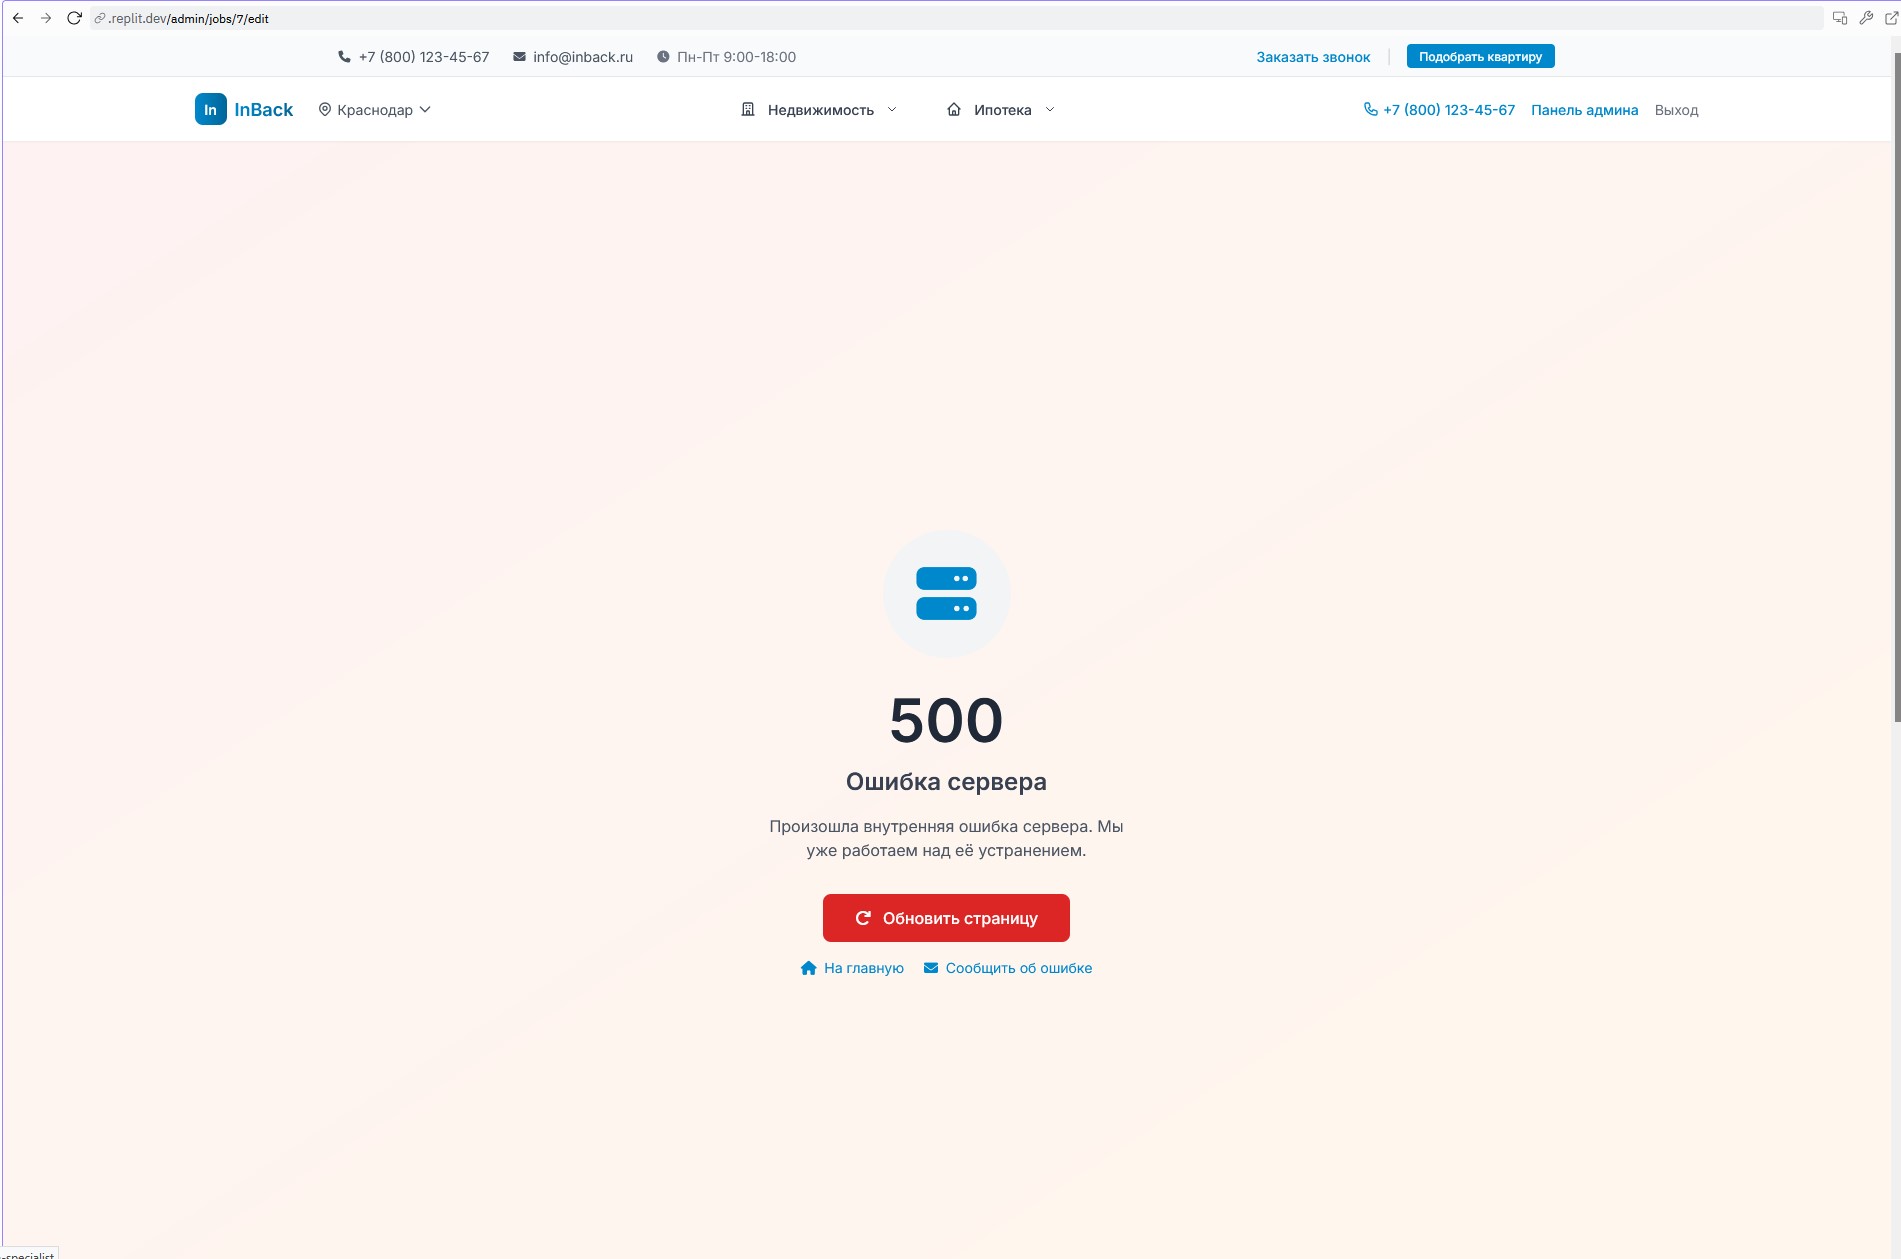 .replit.dev/admin/jobs/7/edit
+7 (800) 123-45-67 info@inback.ru Пн-Пт 9:00-18:00 Заказать звонок Подобрать квартиру
In InBack Краснодар Недвижимость Ипотека +7 (800) 123-45-67 Панель админа Выход
500
Ошибка сервера
Произошла внутренняя ошибка сервера. Мы
уже работаем над её устранением.
Обновить страницу
На главную Сообщить об ошибке
-specialist